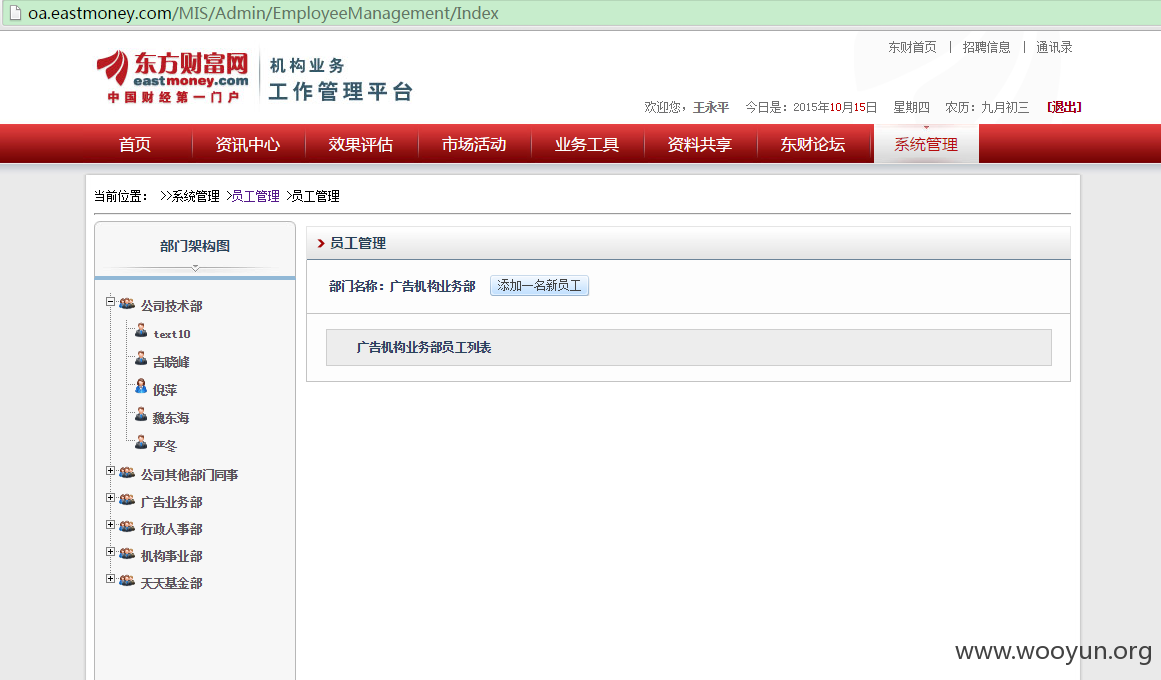 oa.eastmoney.com/MIS/Admin/EmployeeManagement/Index
东财首页 | 招聘信息 | 通讯录
东方财富网
eastmoney.com
中国财经第一门户
机构业务
工作管理平台
欢迎您，王永平 今日是：2015年10月15日 星期四 农历：九月初三 [退出]
首页 资讯中心 效果评估 市场活动 业务工具 资料共享 东财论坛 系统管理
当前位置： >>系统管理 >员工管理 >员工管理
部门架构图
公司技术部
text10
吉晓峰
倪萍
魏东海
严冬
公司其他部门同事
广告业务部
行政人事部
机构事业部
天天基金部
员工管理
部门名称：广告机构业务部 添加一名新员工
广告机构业务部员工列表
www.wooyun.org